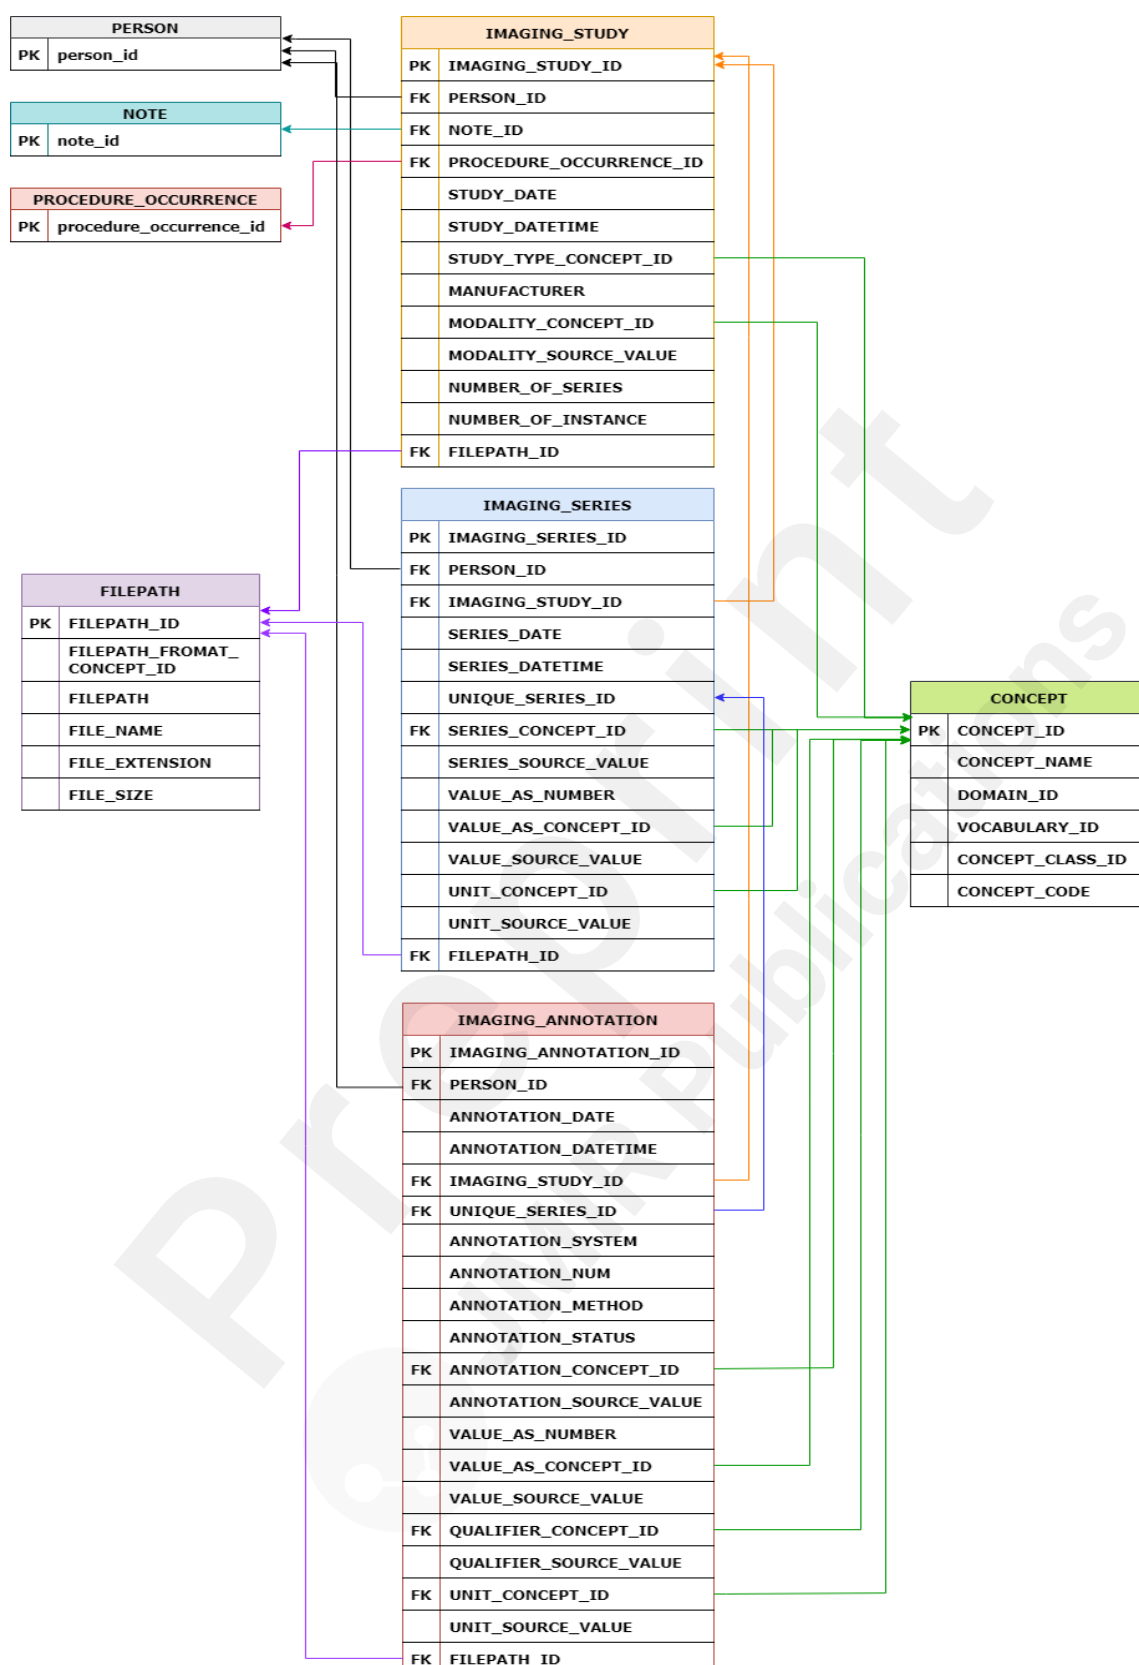 PERSON
PK person_id
NOTE
PK note_id
PROCEDURE_OCCURRENCE
PK procedure_occurrence_id
IMAGING_STUDY
PK IMAGING_STUDY_ID
FK PERSON_ID
FK NOTE_ID
FK PROCEDURE_OCCURRENCE_ID
STUDY_DATE
STUDY_DATETIME
STUDY_TYPE_CONCEPT_ID
MANUFACTURER
MODALITY_CONCEPT_ID
MODALITY_SOURCE_VALUE
NUMBER_OF_SERIES
NUMBER_OF_INSTANCE
FK FILEPATH_ID
IMAGING_SERIES
PK IMAGING_SERIES_ID
FK PERSON_ID
FK IMAGING_STUDY_ID
SERIES_DATE
SERIES_DATETIME
UNIQUE_SERIES_ID
FK SERIES_CONCEPT_ID
SERIES_SOURCE_VALUE
VALUE_AS_NUMBER
VALUE_AS_CONCEPT_ID
VALUE_SOURCE_VALUE
UNIT_CONCEPT_ID
UNIT_SOURCE_VALUE
FK FILEPATH_ID
FILEPATH
PK FILEPATH_ID
FILEPATH_FROMAT_
CONCEPT_ID
FILEPATH
FILE_NAME
FILE_EXTENSION
FILE_SIZE
CONCEPT
PK CONCEPT_ID
CONCEPT_NAME
DOMAIN_ID
VOCABULARY_ID
CONCEPT_CLASS_ID
CONCEPT_CODE
IMAGING_ANNOTATION
PK IMAGING_ANNOTATION_ID
FK PERSON_ID
ANNOTATION_DATE
ANNOTATION_DATETIME
FK IMAGING_STUDY_ID
FK UNIQUE_SERIES_ID
ANNOTATION_SYSTEM
ANNOTATION_NUM
ANNOTATION_METHOD
ANNOTATION_STATUS
FK ANNOTATION_CONCEPT_ID
ANNOTATION_SOURCE_VALUE
VALUE_AS_NUMBER
VALUE_AS_CONCEPT_ID
VALUE_SOURCE_VALUE
FK QUALIFIER_CONCEPT_ID
QUALIFIER_SOURCE_VALUE
FK UNIT_CONCEPT_ID
UNIT_SOURCE_VALUE
FK FILEPATH_ID
Preprint
JMIR Publications